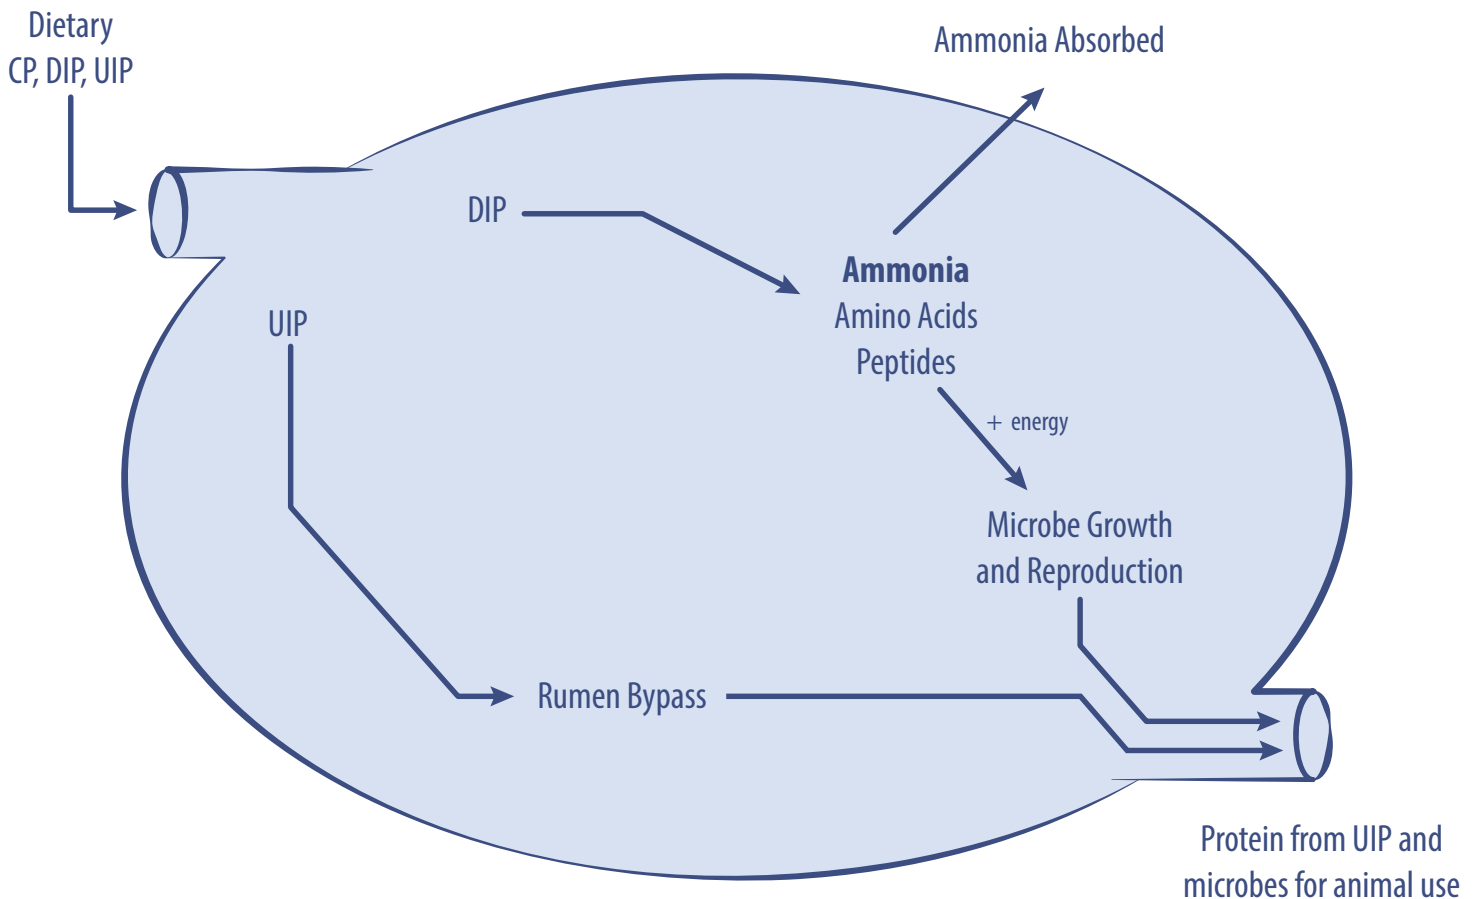 Dietary
CP, DIP, UIP
Ammonia Absorbed
DIP
Ammonia
Amino Acids
Peptides
UIP
+ energy
Microbe Growth
and Reproduction
Rumen Bypass
Protein from UIP and
microbes for animal use